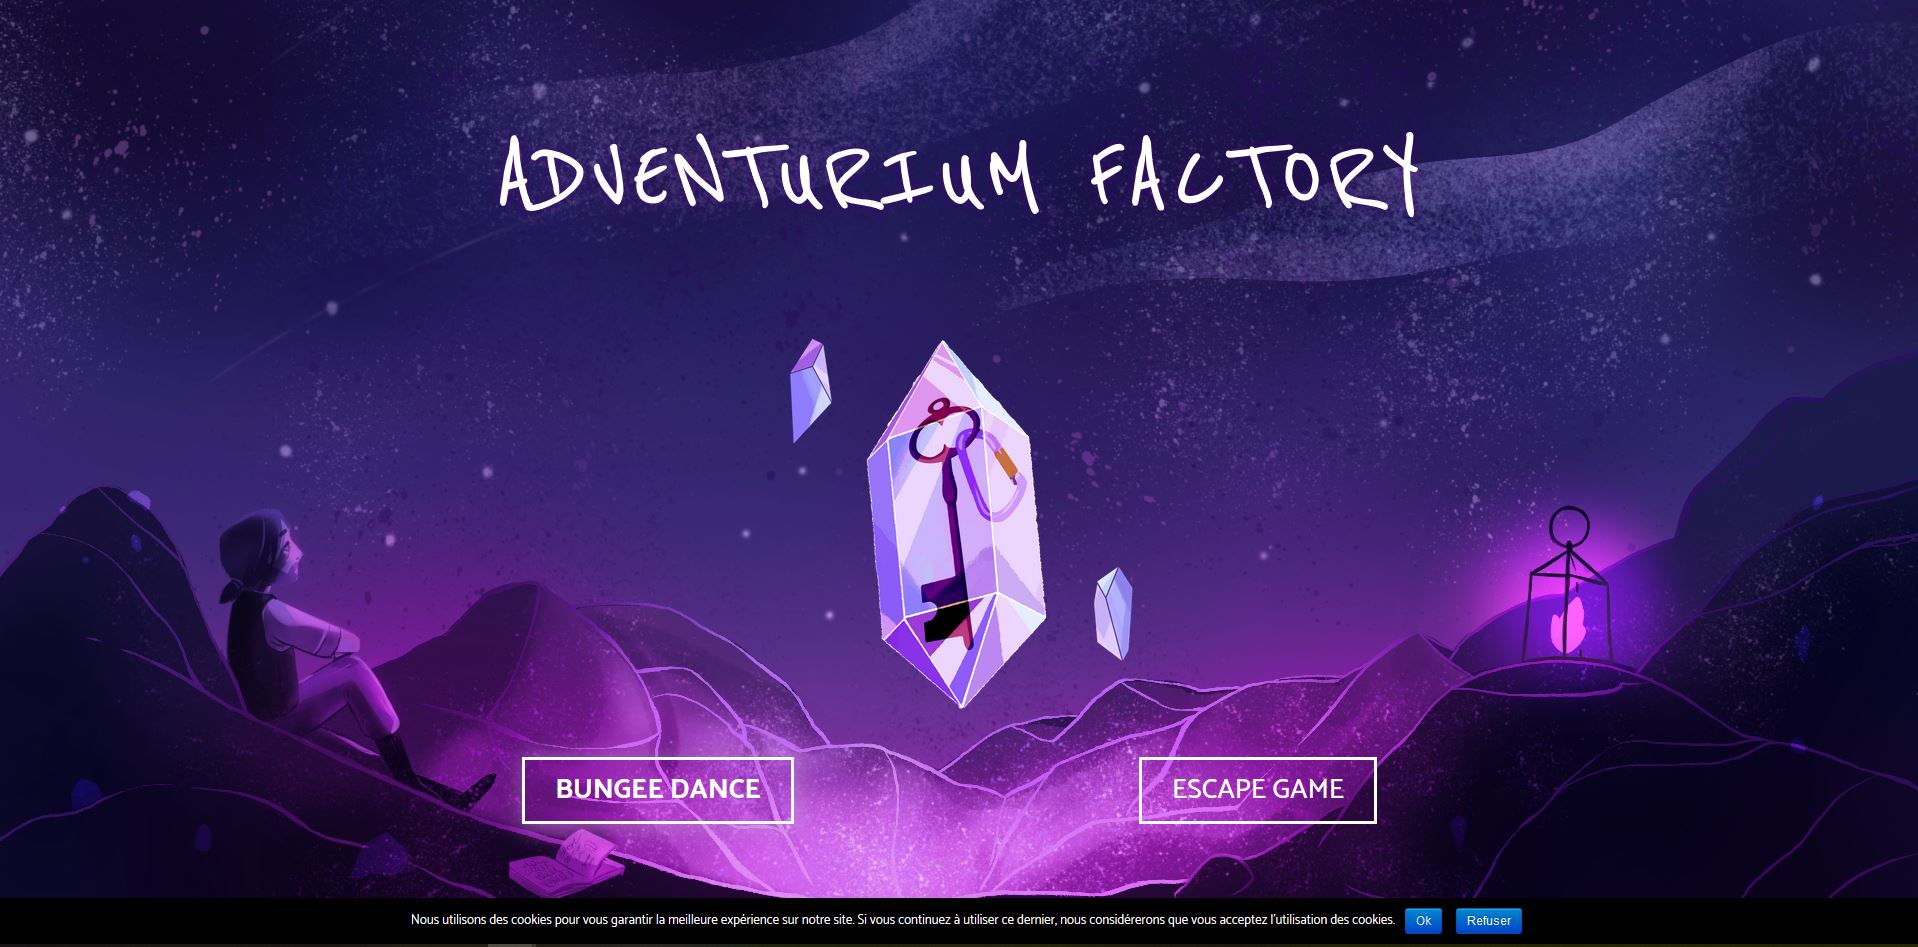 ADVENTURIUM FACTORY
BUNGEE DANCE
ESCAPE GAME
Nous utilisons des cookies pour vous garantir la meilleure expérience sur notre site. Si vous continuez à utiliser ce dernier, nous considérerons que vous acceptez l'utilisation des cookies.
Ok
Refuser